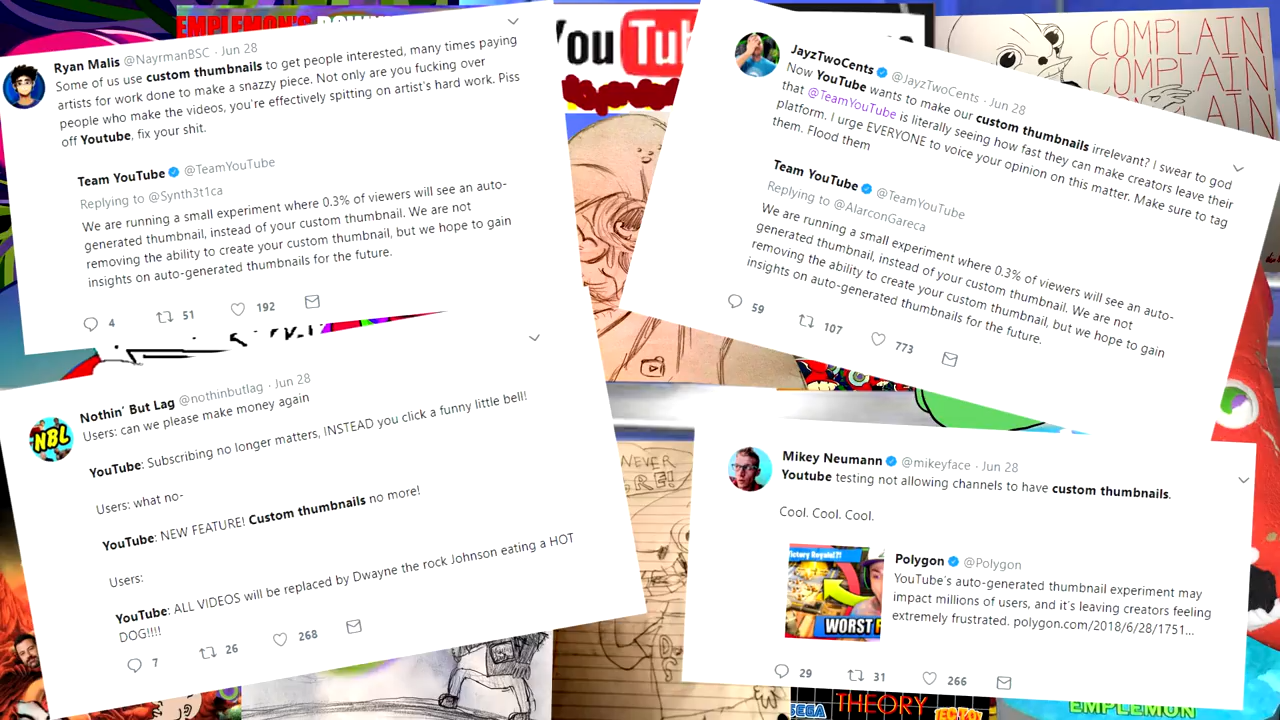 EMPLEMON'S
You Tub
COMPLAIN
COMPLAIN
COMPLAIN
Ryan Malis @NayrmanBSC · Jun 28
Some of us use custom thumbnails to get people interested, many times paying
artists for work done to make a snazzy piece. Not only are you fucking over
people who make the videos, you're effectively spitting on artist's hard work. Piss
off Youtube, fix your shit.
Team YouTube @TeamYouTube
Replying to @Synth3t1ca
We are running a small experiment where 0.3% of viewers will see an auto-
generated thumbnail, instead of your custom thumbnail. We are not
removing the ability to create your custom thumbnail, but we hope to gain
insights on auto-generated thumbnails for the future.
4 51 192
JayzTwoCents @JayzTwoCents · Jun 28
Now YouTube wants to make our custom thumbnails irrelevant? I swear to god
that @TeamYouTube is literally seeing how fast they can make creators leave their
platform. I urge EVERYONE to voice your opinion on this matter. Make sure to tag
them. Flood them
Team YouTube @TeamYouTube
Replying to @AlarconGareca
We are running a small experiment where 0.3% of viewers will see an auto-
generated thumbnail, instead of your custom thumbnail. We are not
removing the ability to create your custom thumbnail, but we hope to gain
insights on auto-generated thumbnails for the future.
59 107 773
NBL
Nothin' But Lag @nothinbutlag · Jun 28
Users: can we please make money again
YouTube: Subscribing no longer matters, INSTEAD you click a funny little bell!
Users: what no-
YouTube: NEW FEATURE! Custom thumbnails no more!
Users:
YouTube: ALL VIDEOS will be replaced by Dwayne the rock Johnson eating a HOT
DOG!!!!
7 26 268
NEVER
Mikey Neumann @mikeyface · Jun 28
Youtube testing not allowing channels to have custom thumbnails.
Cool. Cool. Cool.
ictory Royale!?!
WORST
Polygon @Polygon
YouTube's auto-generated thumbnail experiment may
impact millions of users, and it's leaving creators feeling
extremely frustrated. polygon.com/2018/6/28/1751...
29 31 266
SEGA
THEORY
TEC TOY
EMPLEMON